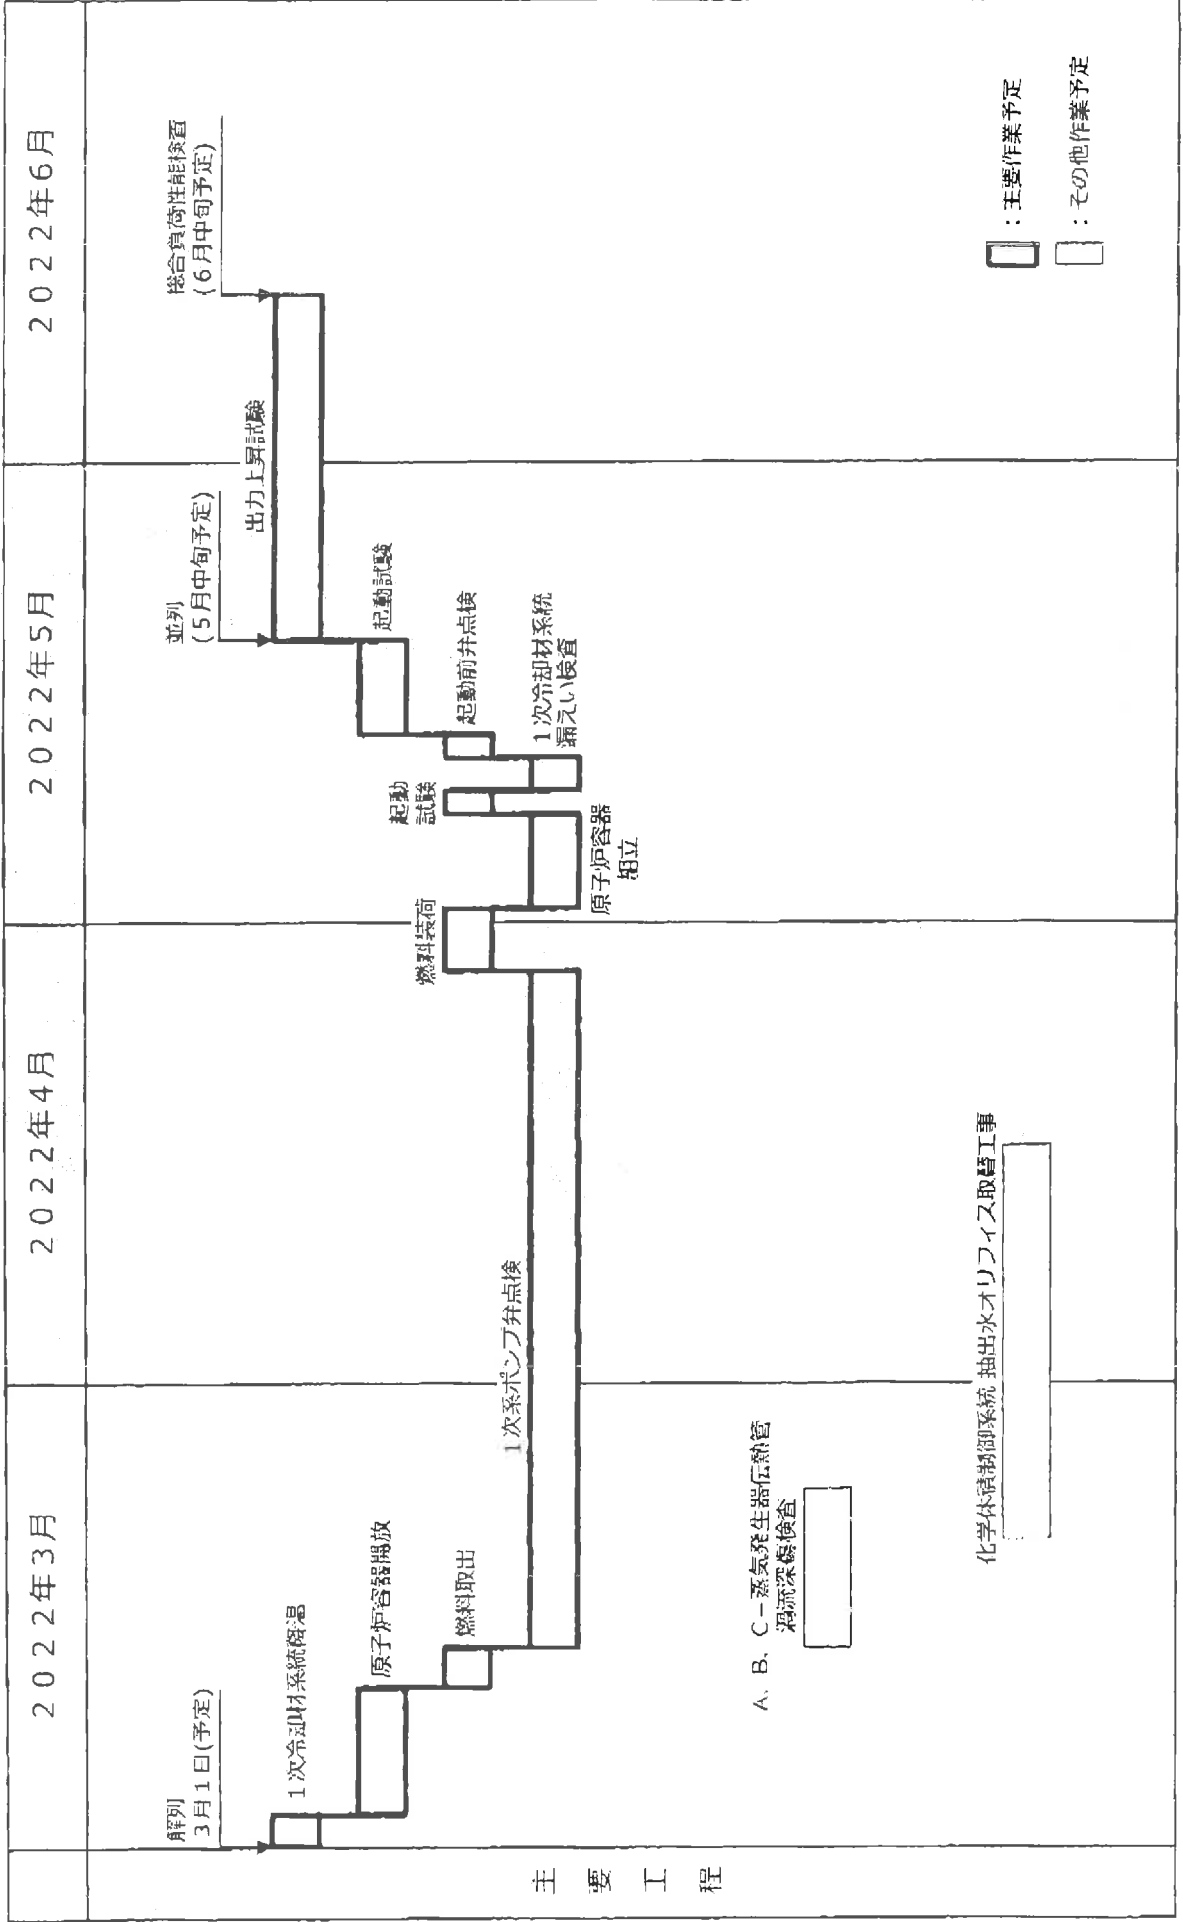 2022年3月
2022年4月
2022年5月
2022年6月
主要工程
解列
3月1日(予定)
並列
(5月中旬予定)
総合負荷性能検査
(6月中旬予定)
1次冷却材系統降温
出力上昇試験
原子炉容器開放
起動試験
燃料取出
燃料装荷
起動
試験
起動前弁点検
1次系ポンプ弁点検
原子炉容器
組立
1次冷却材系統
漏えい検査
A、B、C-蒸気発生器伝熱管
渦流深傷検査
化学体積制御系統 抽出水オリフィス取替工事
:主要作業予定
:その他作業予定